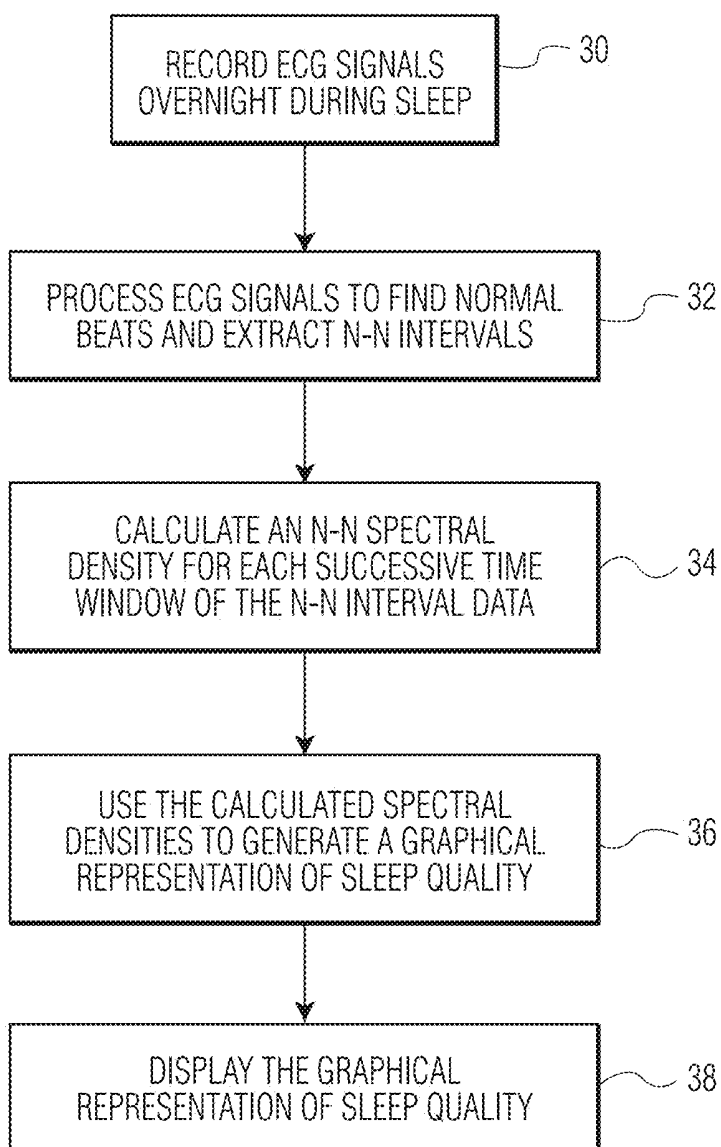 RECORD ECG SIGNALS
OVERNIGHT DURING SLEEP
30
PROCESS ECG SIGNALS TO FIND NORMAL
BEATS AND EXTRACT N-N INTERVALS
32
CALCULATE AN N-N SPECTRAL
DENSITY FOR EACH SUCCESSIVE TIME
WINDOW OF THE N-N INTERVAL DATA
34
USE THE CALCULATED SPECTRAL
DENSITIES TO GENERATE A GRAPHICAL
REPRESENTATION OF SLEEP QUALITY
36
DISPLAY THE GRAPHICAL
REPRESENTATION OF SLEEP QUALITY
38